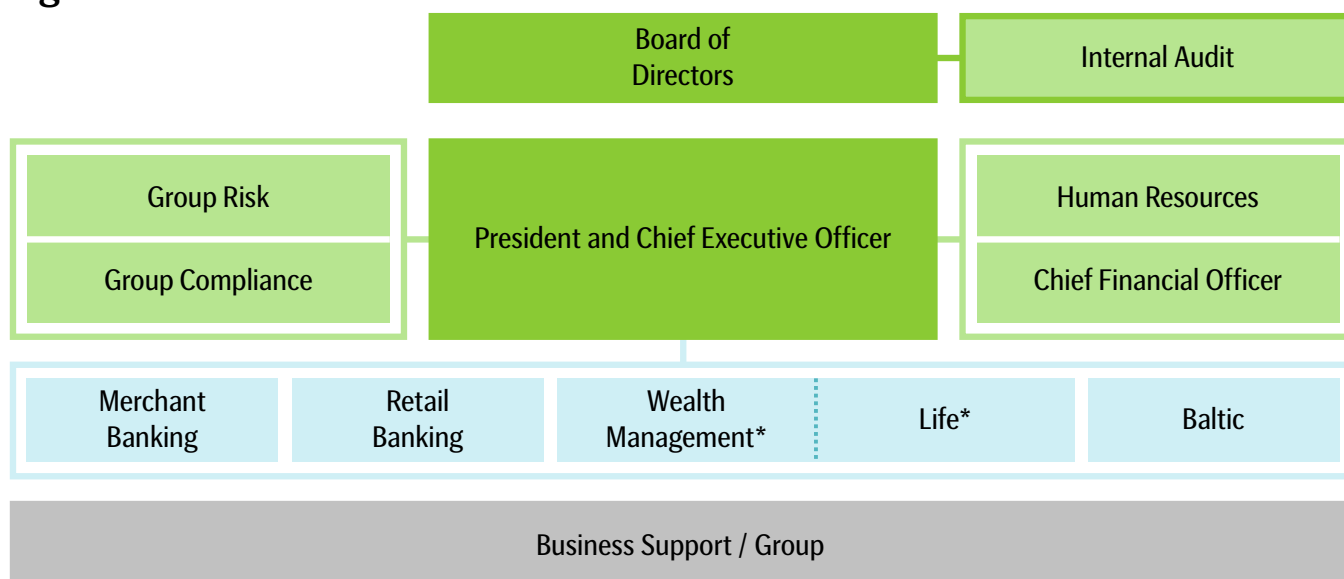 Board of
Directors
Internal Audit
Group Risk
Group Compliance
President and Chief Executive Officer
Human Resources
Chief Financial Officer
Merchant
Banking
Retail
Banking
Wealth
Management*
Life*
Baltic
Business Support / Group